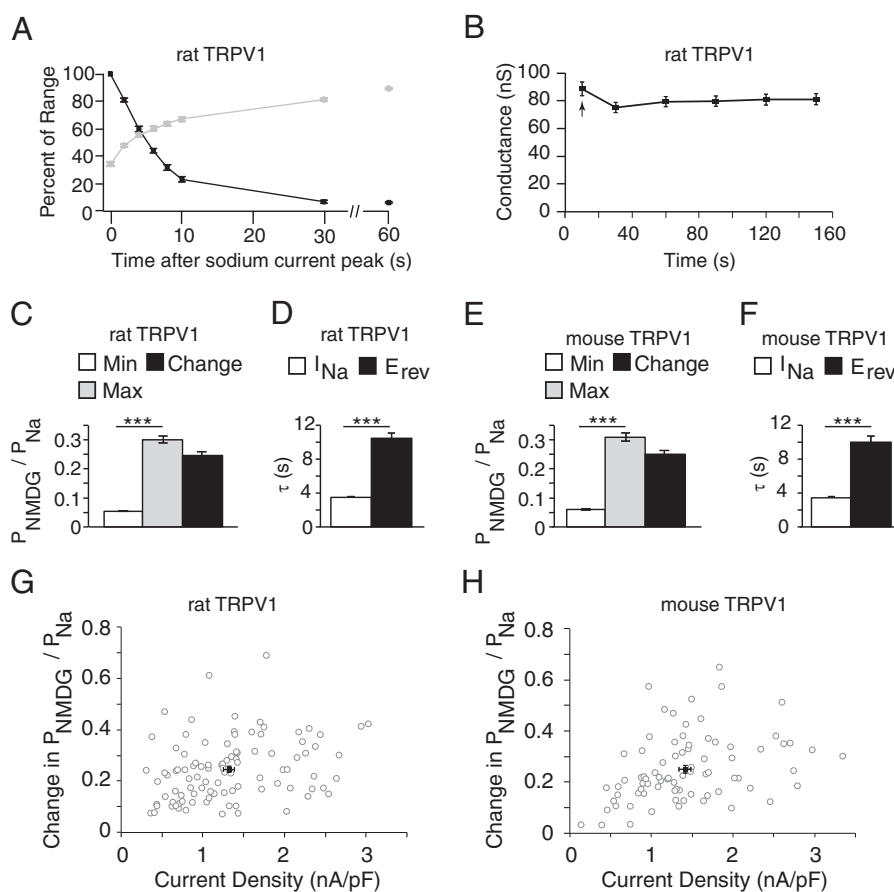 A
rat TRPV1
Percent of Range
100
80
60
40
20
0
0
10
20
30
//
60
Time after sodium current peak (s)
B
rat TRPV1
Conductance (nS)
100
80
60
40
20
0
0
40
80
120
160
Time (s)
C
rat TRPV1
Min
Change
Max
***
PNMDG / PNa
0.3
0.2
0.1
0
D
rat TRPV1
INa
Erev
***
τ (s)
12
8
4
0
E
mouse TRPV1
Min
Change
Max
***
PNMDG / PNa
0.3
0.2
0.1
0
F
mouse TRPV1
INa
Erev
***
τ (s)
12
8
4
0
G
rat TRPV1
Change in PNMDG / PNa
0.8
0.6
0.4
0.2
0
0
1
2
3
Current Density (nA/pF)
H
mouse TRPV1
Change in PNMDG / PNa
0.8
0.6
0.4
0.2
0
0
1
2
3
Current Density (nA/pF)